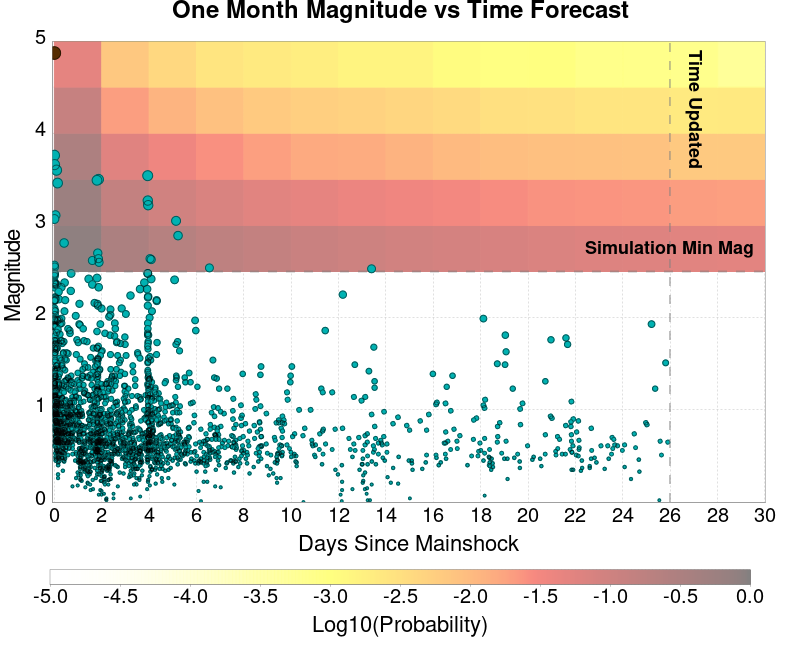 One Month Magnitude vs Time Forecast
5
4
3
2
1
0
Magnitude
Time Updated
Simulation Min Mag
0 2 4 6 8 10 12 14 16 18 20 22 24 26 28 30
Days Since Mainshock
-5.0 -4.5 -4.0 -3.5 -3.0 -2.5 -2.0 -1.5 -1.0 -0.5 0.0
Log10(Probability)